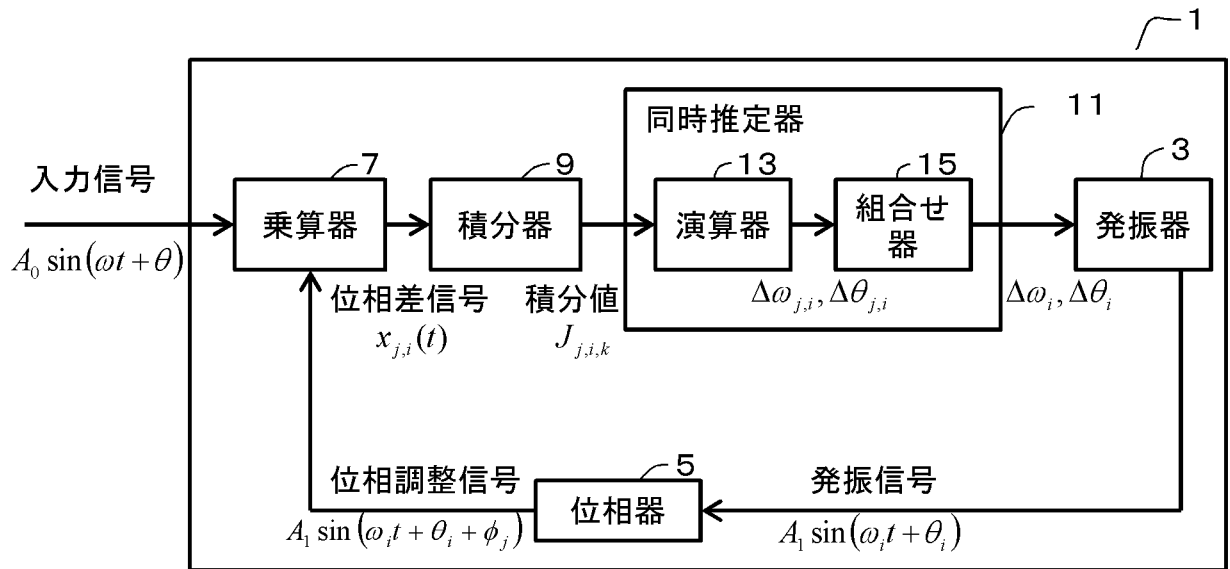 1
同時推定器
11
入力信号
7
9
13
15
3
乗算器
積分器
演算器
組合せ
器
発振器
A₀ sin(ωt + θ)
位相差信号
x_{j,i}(t)
積分値
J_{j,i,k}
Δω_{j,i}, Δθ_{j,i}
Δω_i, Δθ_i
位相調整信号
5
発振信号
位相器
A₁ sin(ω_i t + θ_i + ϕ_j)
A₁ sin(ω_i t + θ_i)